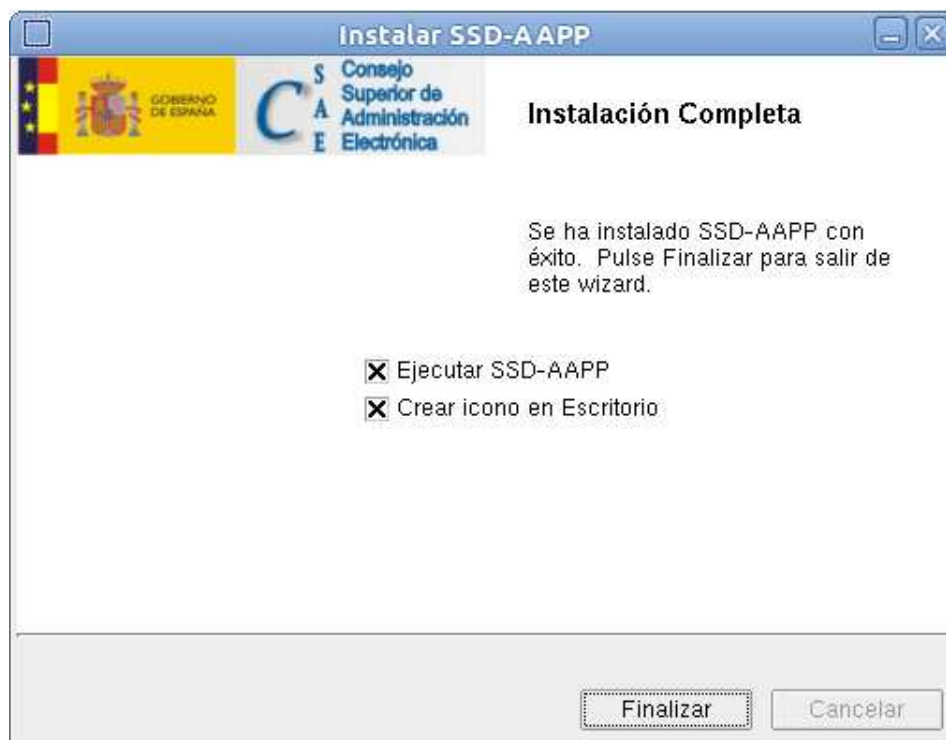 Instalar SSD-AAPP
GOBIERNO
DE ESPAÑA
C
S
A
E
Consejo
Superior de
Administración
Electrónica
Instalación Completa
Se ha instalado SSD-AAPP con
éxito. Pulse Finalizar para salir de
este wizard.
Ejecutar SSD-AAPP
Crear icono en Escritorio
Finalizar
Cancelar